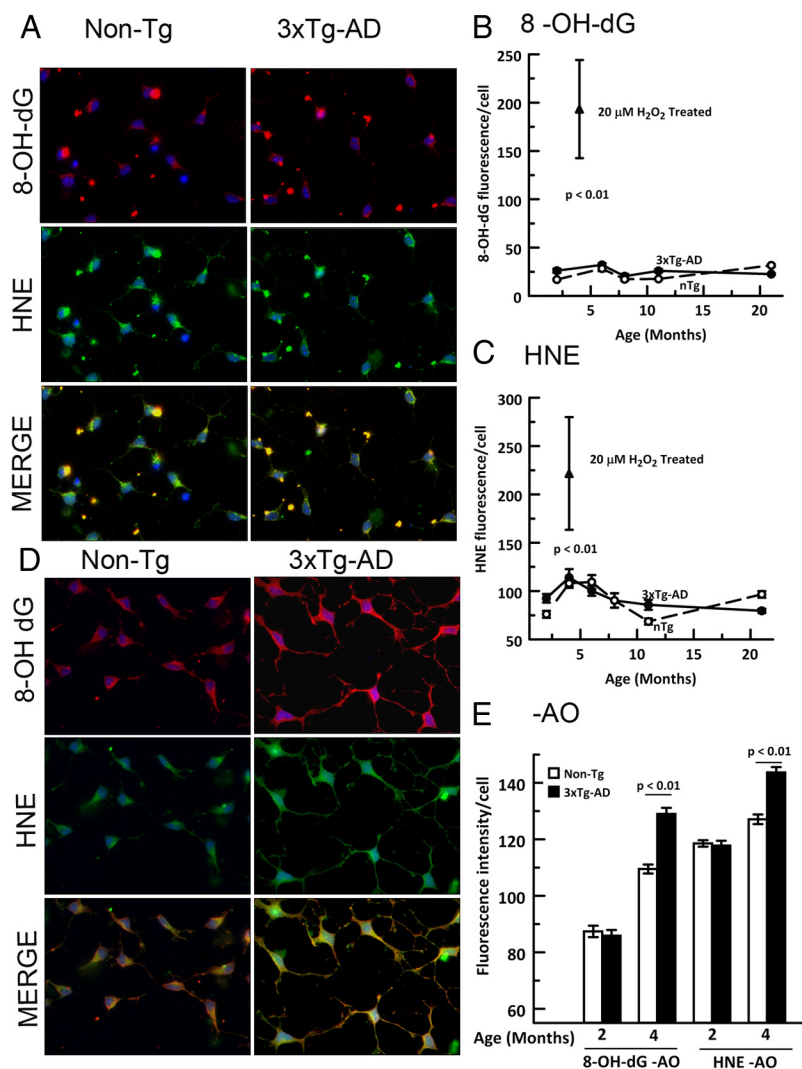 A
Non-Tg 3xTg-AD
8-OH-dG
HNE
MERGE
B 8 -OH-dG
8-OH-dG fluorescence/cell
250
200
150
100
50
25
0
20 µM H₂O₂ Treated
p < 0.01
3xTg-AD
nTg
5 10 15 20
Age (Months)
C HNE
HNE fluorescence/cell
300
250
200
150
100
75
50
20 µM H₂O₂ Treated
p < 0.01
3xTg-AD
nTg
5 10 15 20
Age (Months)
D
Non-Tg 3xTg-AD
8-OH dG
HNE
MERGE
E -AO
Fluorescence intensity/cell
140
120
100
80
60
Non-Tg
3xTg-AD
p < 0.01
p < 0.01
Age (Months) 2 4 2 4
8-OH-dG -AO HNE -AO